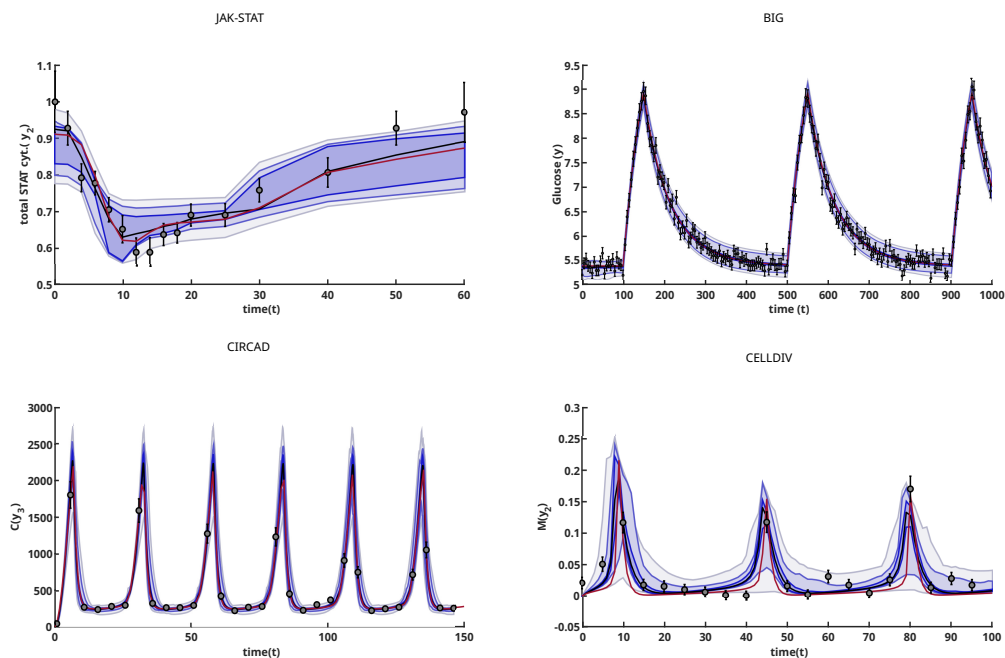 JAK-STAT
total STAT cyt.( y2)
1.1
1
0.9
0.8
0.7
0.6
0.5
0 10 20 30 40 50 60
time(t)
BIG
Glucose (y)
9.5
9
8.5
8
7.5
7
6.5
6
5.5
5
0 100 200 300 400 500 600 700 800 900 1000
time (t)
CIRCAD
C(y3)
3000
2500
2000
1500
1000
500
0
0 50 100 150
time(t)
CELLDIV
M(y2)
0.3
0.25
0.2
0.15
0.1
0.05
0
-0.05
0 10 20 30 40 50 60 70 80 90 100
time(t)